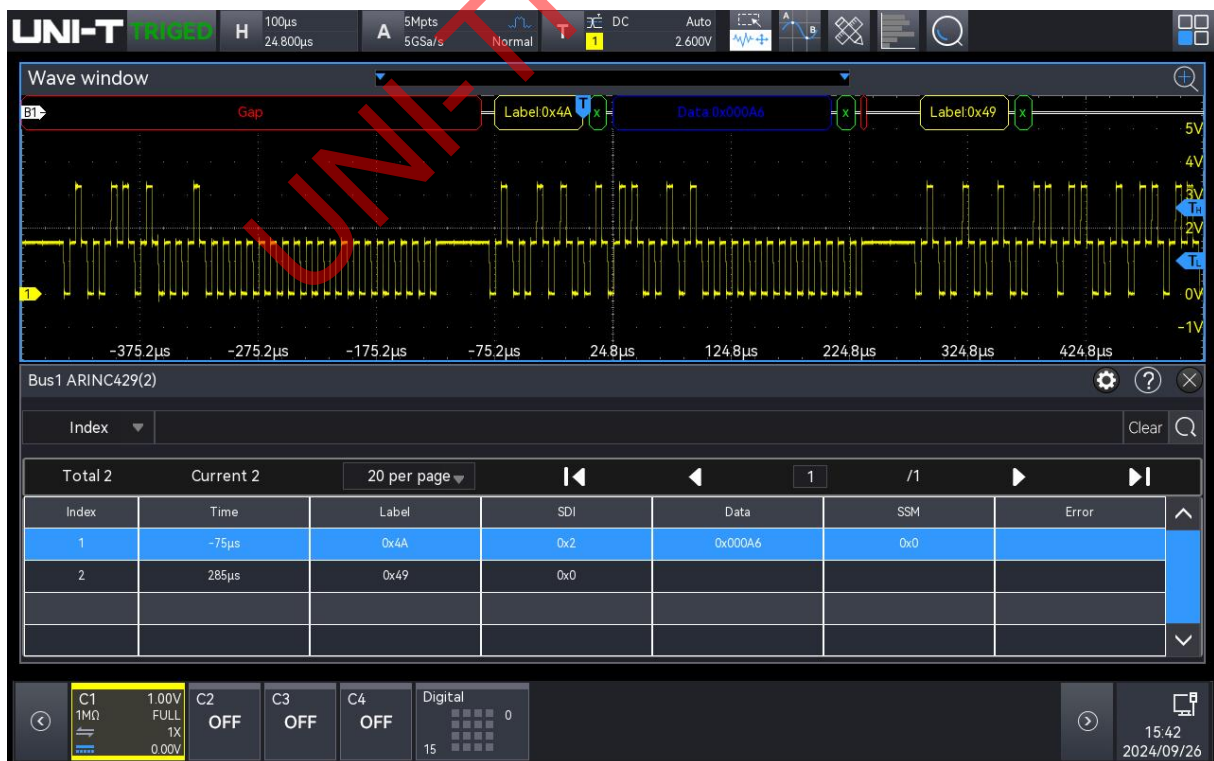 UNI-T TRIGED H 100µs 24.800µs A 5Mpts 5GSa/s Normal T 1 DC Auto 2.600V A B
Wave window
B1 Gap Label:0x4A T x Data:0x000A6 x Label:0x49 x
5V
4V
3V
TH
2V
TL
1 0V
-1V
-375.2µs -275.2µs -175.2µs -75.2µs 24.8µs 124.8µs 224.8µs 324.8µs 424.8µs
Bus1 ARINC429(2) ?
Index Clear
Total 2 Current 2 20 per page 1 /1
Index Time Label SDI Data SSM Error
1 -75µs 0x4A 0x2 0x000A6 0x0
2 285µs 0x49 0x0
C1 1.00V C2 C3 C4 Digital
1MΩ FULL OFF OFF OFF 0
1X
0.00V 15
15:42
2024/09/26